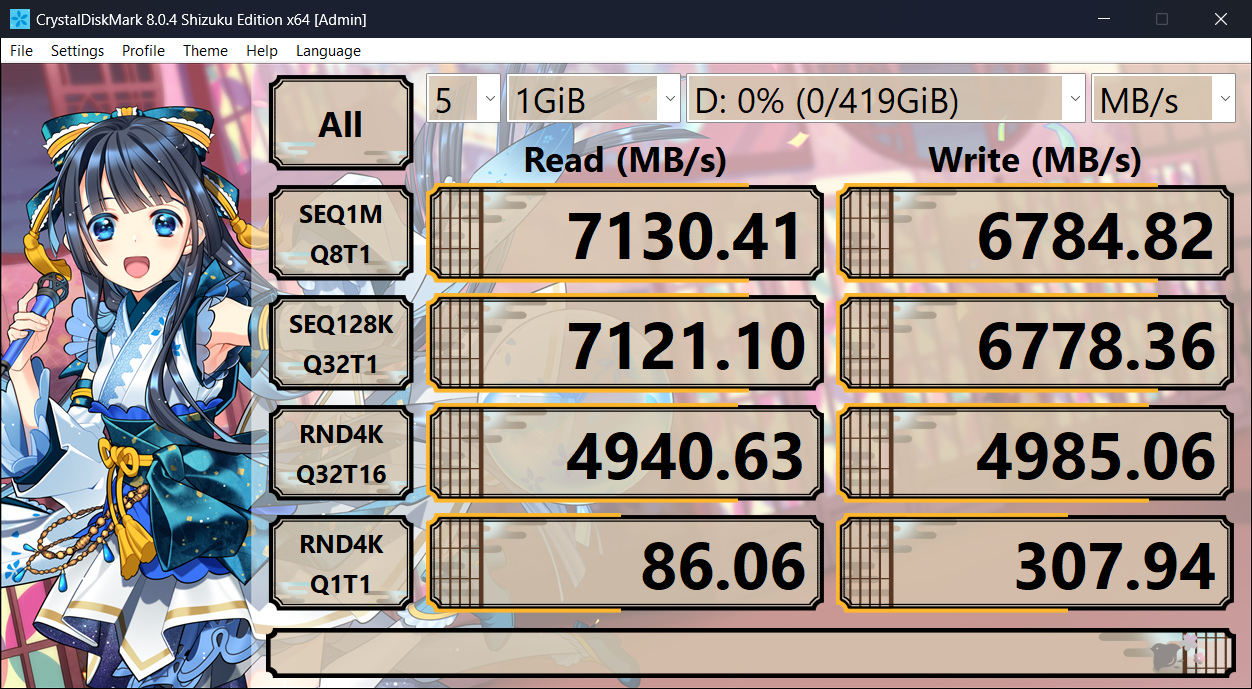 CrystalDiskMark 8.0.4 Shizuku Edition x64 [Admin]
File Settings Profile Theme Help Language
All 5 1GiB D: 0% (0/419GiB) MB/s
Read (MB/s) Write (MB/s)
SEQ1M
Q8T1
7130.41 6784.82
SEQ128K
Q32T1
7121.10 6778.36
RND4K
Q32T16
4940.63 4985.06
RND4K
Q1T1
86.06 307.94